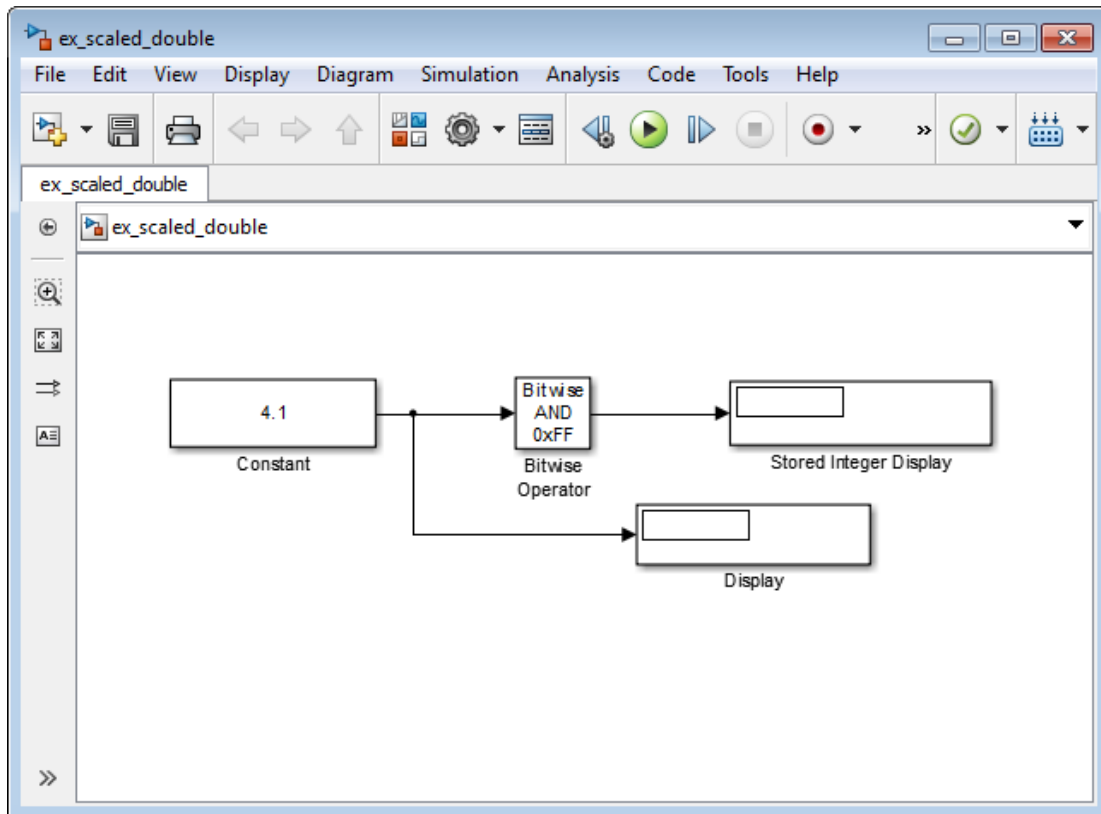 ex_scaled_double
File Edit View Display Diagram Simulation Analysis Code Tools Help
»
ex_scaled_double
ex_scaled_double
A
4.1
Constant
Bitwise
AND
0xFF
Bitwise
Operator
Stored Integer Display
Display
»